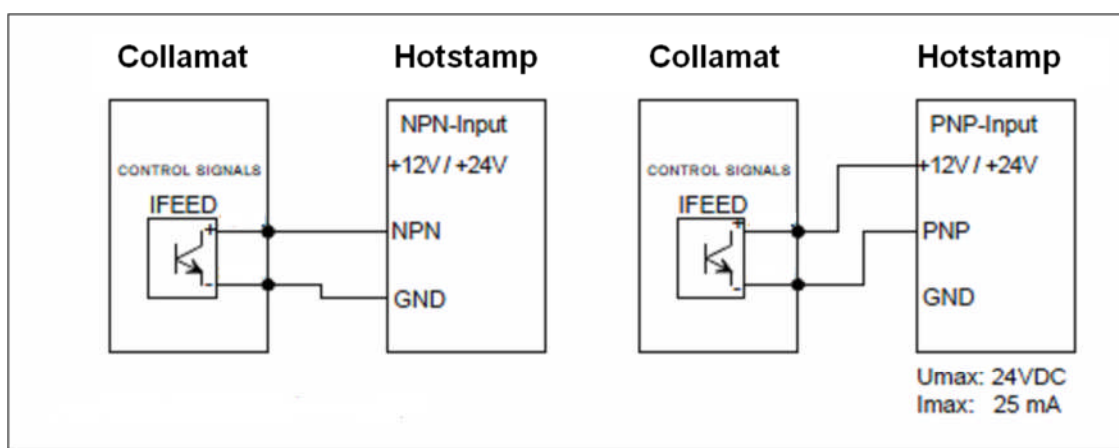 Collamat
Hotstamp
CONTROL SIGNALS
IFEED
+
-
NPN-Input
+12V / +24V
NPN
GND
Collamat
Hotstamp
CONTROL SIGNALS
IFEED
+
-
PNP-Input
+12V / +24V
PNP
GND
Umax: 24VDC
Imax: 25 mA